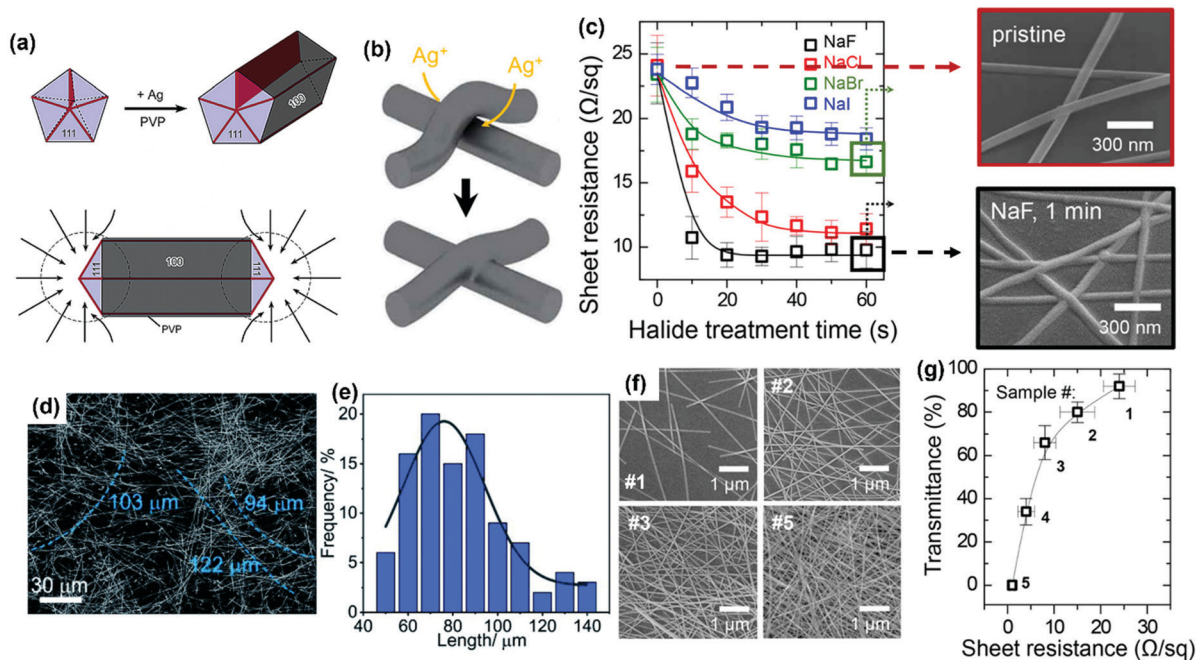 (a)
+ Ag
PVP
111
111
100
100
111
111
PVP
(b)
Ag+
Ag+
(c)
Sheet resistance (Ω/sq)
25
20
15
10
0 10 20 30 40 50 60
Halide treatment time (s)
NaF
NaCl
NaBr
NaI
pristine
300 nm
NaF, 1 min
300 nm
(d)
103 μm
94 μm
122 μm
30 μm
(e)
Frequency/ %
20
15
10
5
0
40 60 80 100 120 140
Length/ μm
(f)
#1
1 μm
#2
1 μm
#3
1 μm
#5
1 μm
(g)
Transmittance (%)
100
80
60
40
20
0
Sample #:
1
2
3
4
5
0 10 20 30
Sheet resistance (Ω/sq)